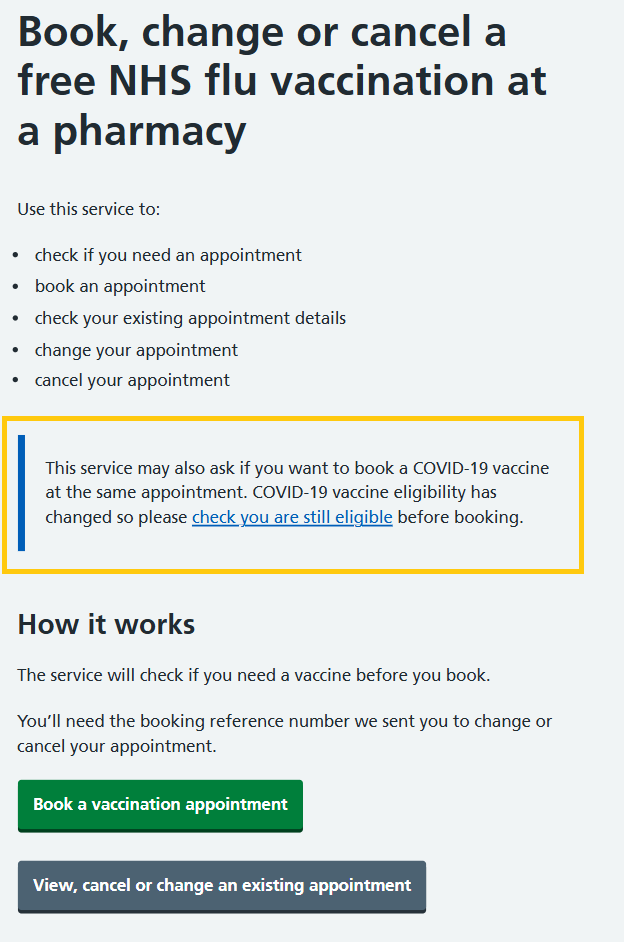 Book, change or cancel a
free NHS flu vaccination at
a pharmacy
Use this service to:
• check if you need an appointment
• book an appointment
• check your existing appointment details
• change your appointment
• cancel your appointment
This service may also ask if you want to book a COVID-19 vaccine
at the same appointment. COVID-19 vaccine eligibility has
changed so please check you are still eligible before booking.
How it works
The service will check if you need a vaccine before you book.
You’ll need the booking reference number we sent you to change or
cancel your appointment.
Book a vaccination appointment
View, cancel or change an existing appointment